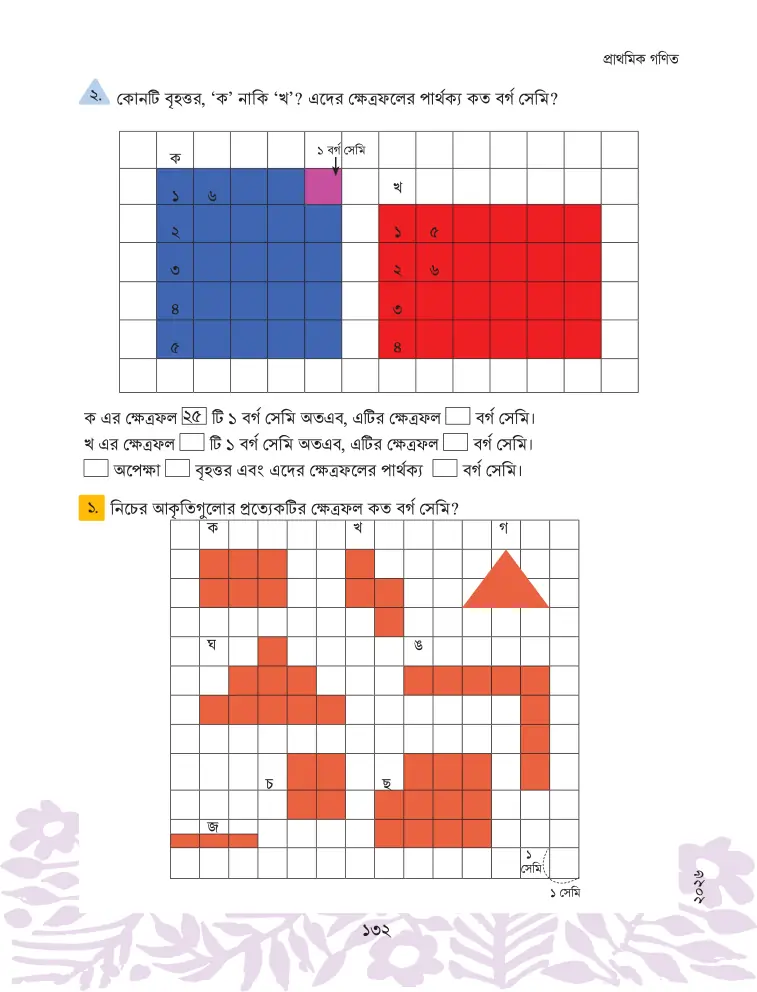 প্রাথমিক গণিত
২. কোনটি বৃহত্তর, ‘ক’ নাকি ‘খ’? এদের ক্ষেত্রফলের পার্থক্য কত বর্গ সেমি?
ক
১ বর্গ সেমি
খ
১ ৬
২
১ ৫
৩
২ ৬
৪
৩
৫
৪
ক এর ক্ষেত্রফল ২৫ টি ১ বর্গ সেমি অতএব, এটির ক্ষেত্রফল বর্গ সেমি।
খ এর ক্ষেত্রফল টি ১ বর্গ সেমি অতএব, এটির ক্ষেত্রফল বর্গ সেমি।
অপেক্ষা বৃহত্তর এবং এদের ক্ষেত্রফলের পার্থক্য বর্গ সেমি।
১. নিচের আকৃতিগুলোর প্রত্যেকটির ক্ষেত্রফল কত বর্গ সেমি?
ক খ গ
ঘ ঙ
চ ছ
জ
১
সেমি
১ সেমি
২০২৬
১৩২